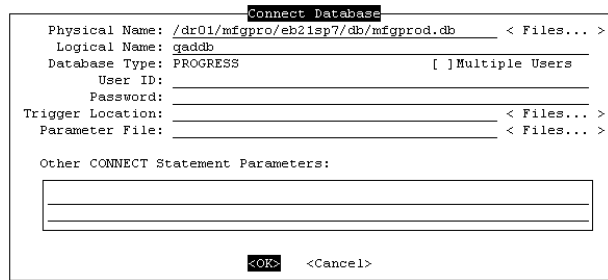 Connect Database
Physical Name: /dr01/mfgpro/eb21sp7/db/mfgprod.db < Files... >
Logical Name: qaddb
Database Type: PROGRESS [ ]Multiple Users
User ID:
Password:
Trigger Location: < Files... >
Parameter File: < Files... >
Other CONNECT Statement Parameters:
<OK> <Cancel>